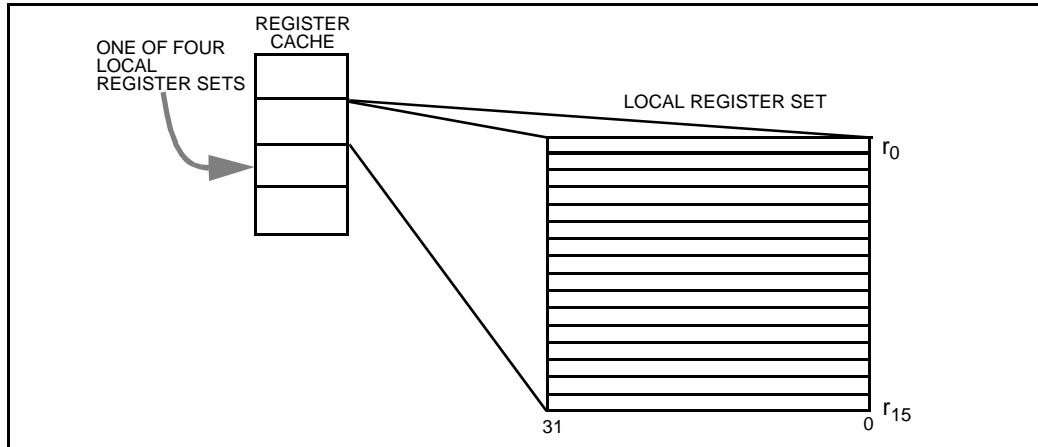 REGISTER
CACHE
ONE OF FOUR
LOCAL
REGISTER SETS
LOCAL REGISTER SET
r0
r15
31
0